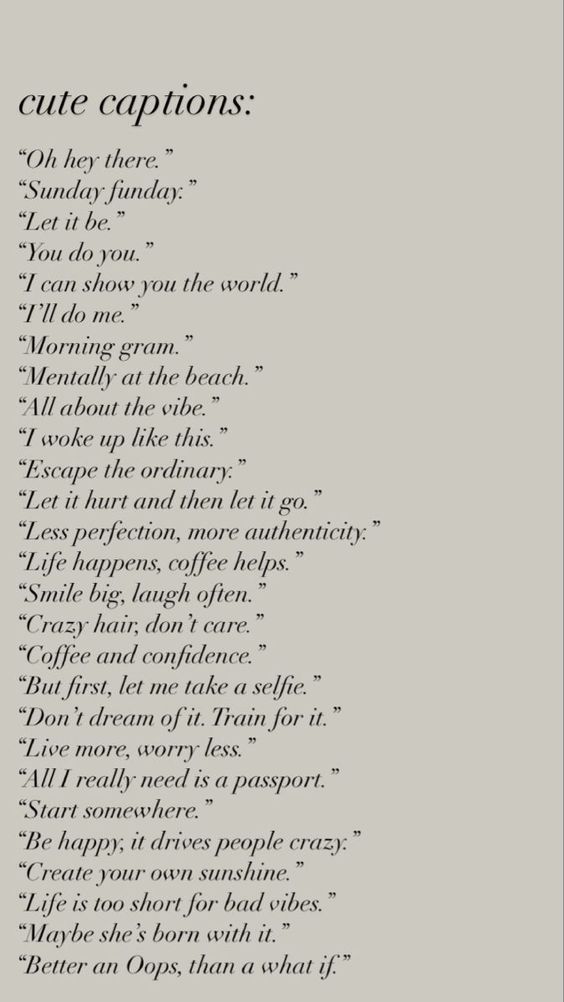 cute captions:
“Oh hey there.”
“Sunday funday.”
“Let it be.”
“You do you.”
“I can show you the world.”
“I’ll do me.”
“Morning gram.”
“Mentally at the beach.”
“All about the vibe.”
“I woke up like this.”
“Escape the ordinary.”
“Let it hurt and then let it go.”
“Less perfection, more authenticity.”
“Life happens, coffee helps.”
“Smile big, laugh often.”
“Crazy hair, don’t care.”
“Coffee and confidence.”
“But first, let me take a selfie.”
“Don’t dream of it. Train for it.”
“Live more, worry less.”
“All I really need is a passport.”
“Start somewhere.”
“Be happy, it drives people crazy.”
“Create your own sunshine.”
“Life is too short for bad vibes.”
“Maybe she’s born with it.”
“Better an Oops, than a what if.”